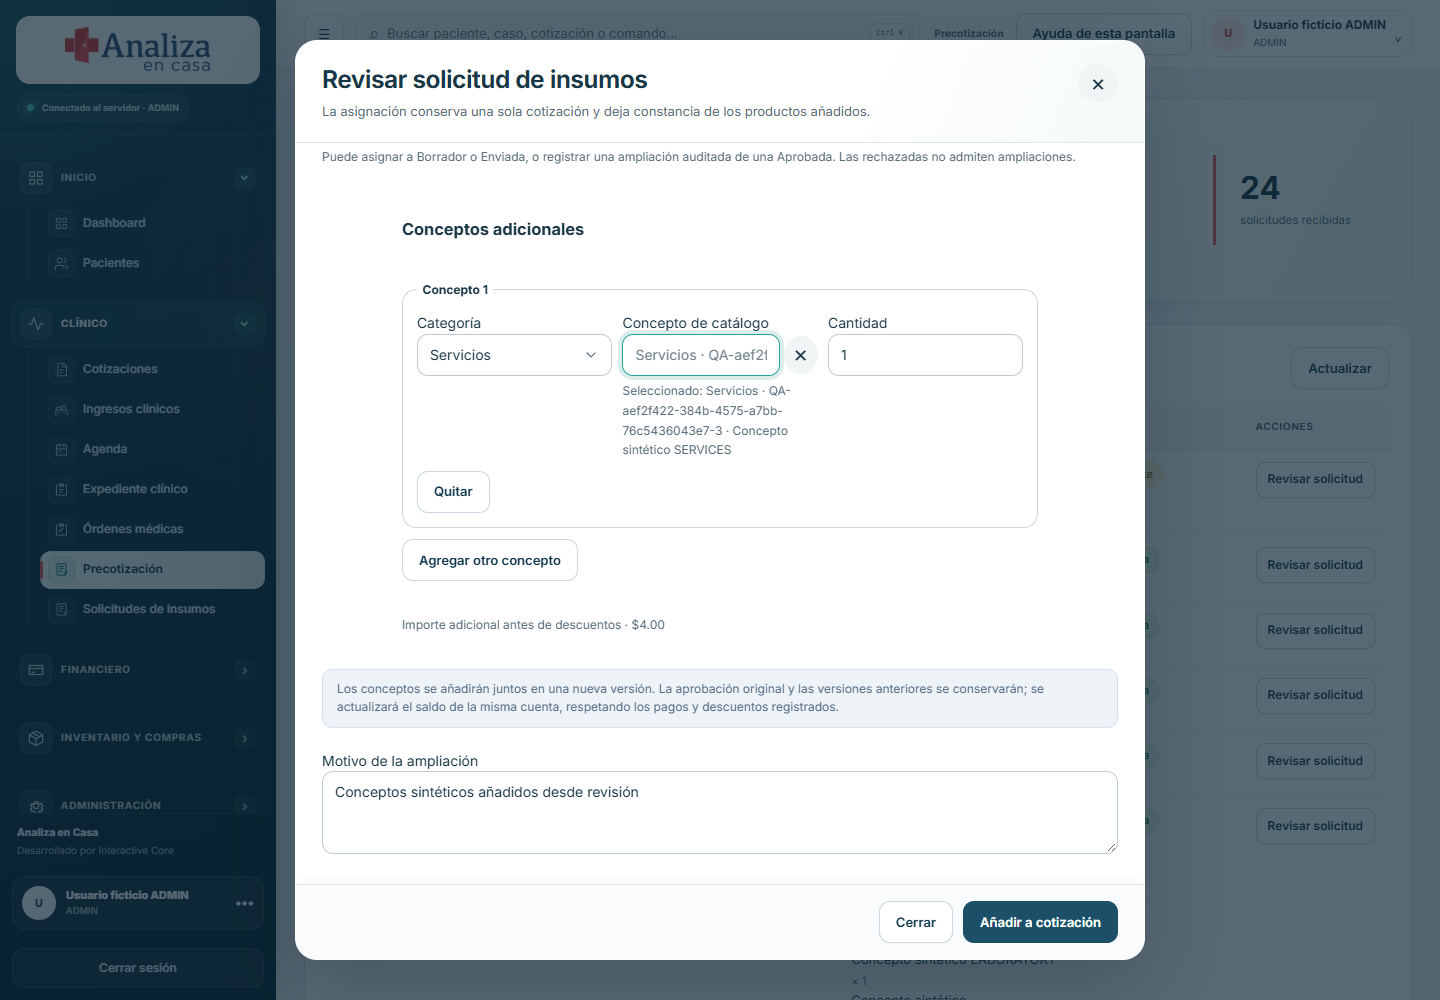 Analiza
en casa
Conectado al servidor · ADMIN
INICIO
Dashboard
Pacientes
CLÍNICO
Cotizaciones
Ingresos clínicos
Agenda
Expediente clínico
Órdenes médicas
Precotización
Solicitudes de insumos
FINANCIERO
INVENTARIO Y COMPRAS
ADMINISTRACIÓN
Analiza en Casa
Desarrollado por Interactive Core
U
Usuario ficticio ADMIN
ADMIN
Cerrar sesión
Buscar paciente, caso, cotización o comando...
Ctrl K
Precotización
Ayuda de esta pantalla
U
Usuario ficticio ADMIN
ADMIN
24
solicitudes recibidas
Actualizar
ACCIONES
Revisar solicitud
Revisar solicitud
Revisar solicitud
Revisar solicitud
Revisar solicitud
Revisar solicitud
Revisar solicitud de insumos
La asignación conserva una sola cotización y deja constancia de los productos añadidos.
Puede asignar a Borrador o Enviada, o registrar una ampliación auditada de una Aprobada. Las rechazadas no admiten ampliaciones.
Conceptos adicionales
Concepto 1
Categoría
Concepto de catálogo
Cantidad
Servicios
Servicios · QA-aef2f
1
Seleccionado: Servicios · QA-
aef2f422-384b-4575-a7bb-
76c5436043e7-3 · Concepto
sintético SERVICES
Quitar
Agregar otro concepto
Importe adicional antes de descuentos · $4.00
Los conceptos se añadirán juntos en una nueva versión. La aprobación original y las versiones anteriores se conservarán; se
actualizará el saldo de la misma cuenta, respetando los pagos y descuentos registrados.
Motivo de la ampliación
Conceptos sintéticos añadidos desde revisión
Cerrar
Añadir a cotización
Concepto sintético LABORATORY
× 1
Concepto sintético